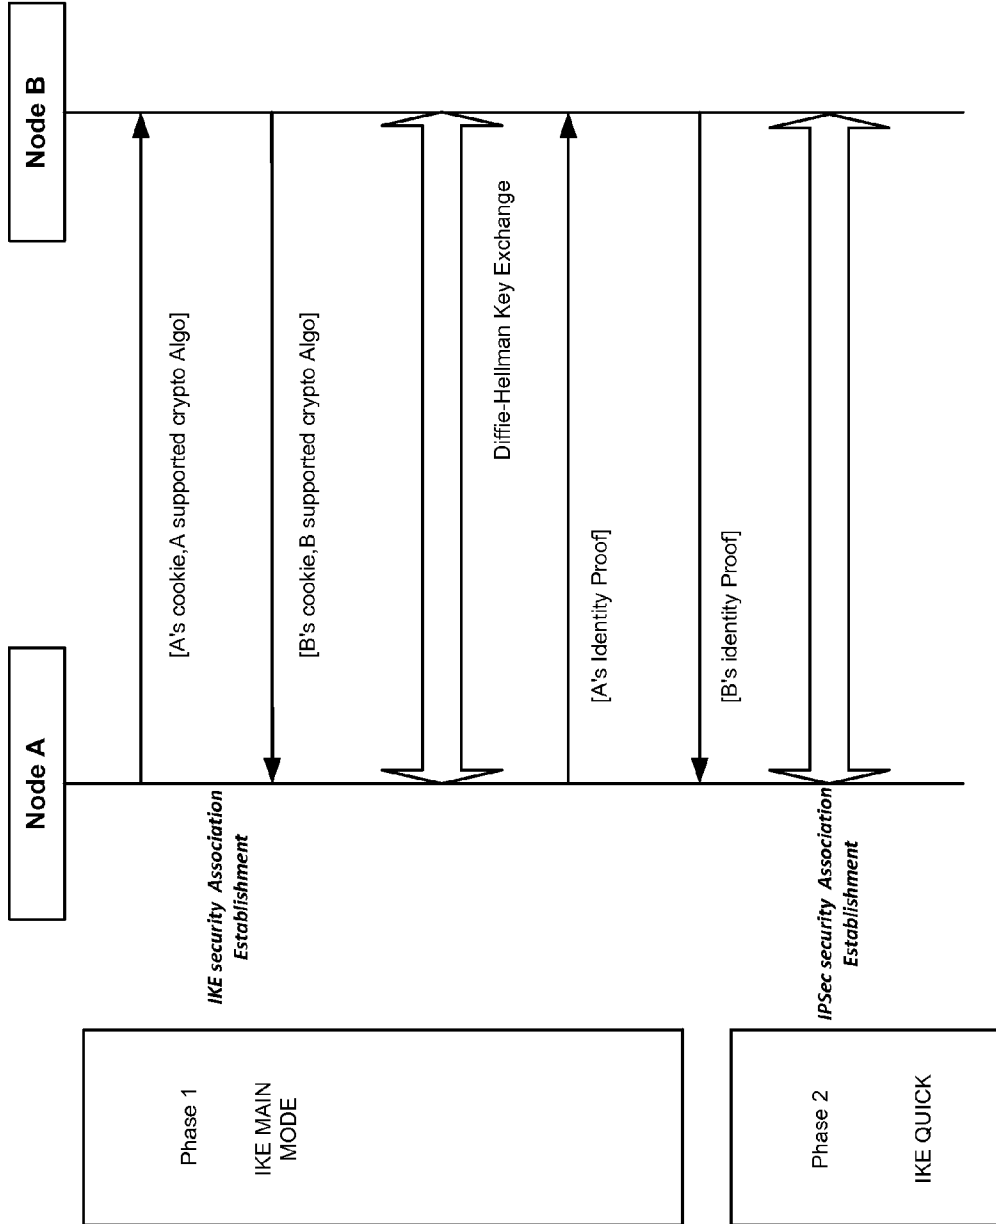 Node A
Node B
Phase 1
IKE MAIN
MODE
IKE security Association
Establishment
[A's cookie,A supported crypto Algo]
[B's cookie,B supported crypto Algo]
Diffie-Hellman Key Exchange
[A's Identity Proof]
[B's identity Proof]
Phase 2
IKE QUICK
IPSec security Association
Establishment